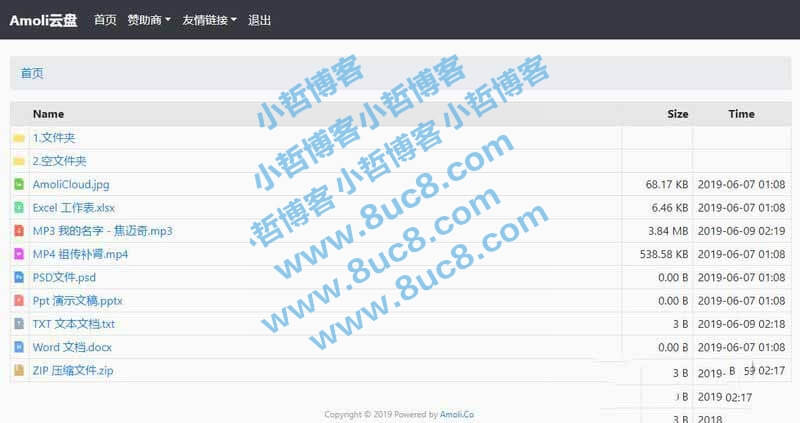 Amoli云盘 首页 赞助商 友情链接 退出
首页
Name Size Time
1.文件夹
2.空文件夹
AmoliCloud.jpg 68.17 KB 2019-06-07 01:08
Excel 工作表.xlsx 6.46 KB 2019-06-07 01:08
MP3 我的名字 - 焦迈奇.mp3 3.84 MB 2019-06-09 02:19
MP4 祖传补肾.mp4 538.58 KB 2019-06-07 01:08
PSD文件.psd 0.00 B 2019-06-07 01:08
Ppt 演示文稿.pptx 0.00 B 2019-06-07 01:08
TXT 文本文档.txt 3 B 2019-06-09 02:18
Word 文档.docx 0.00 B 2019-06-07 01:08
ZIP 压缩文件.zip 3 B 2019- B 59 02:17
B 2019 02:17
3 B 2018
Copyright © 2019 Powered by Amoli.Co
小哲博客小哲博客
小哲博客小哲博客小哲博客
小哲博客
www.8uc8.com
www.8uc8.com
www.8uc8.com